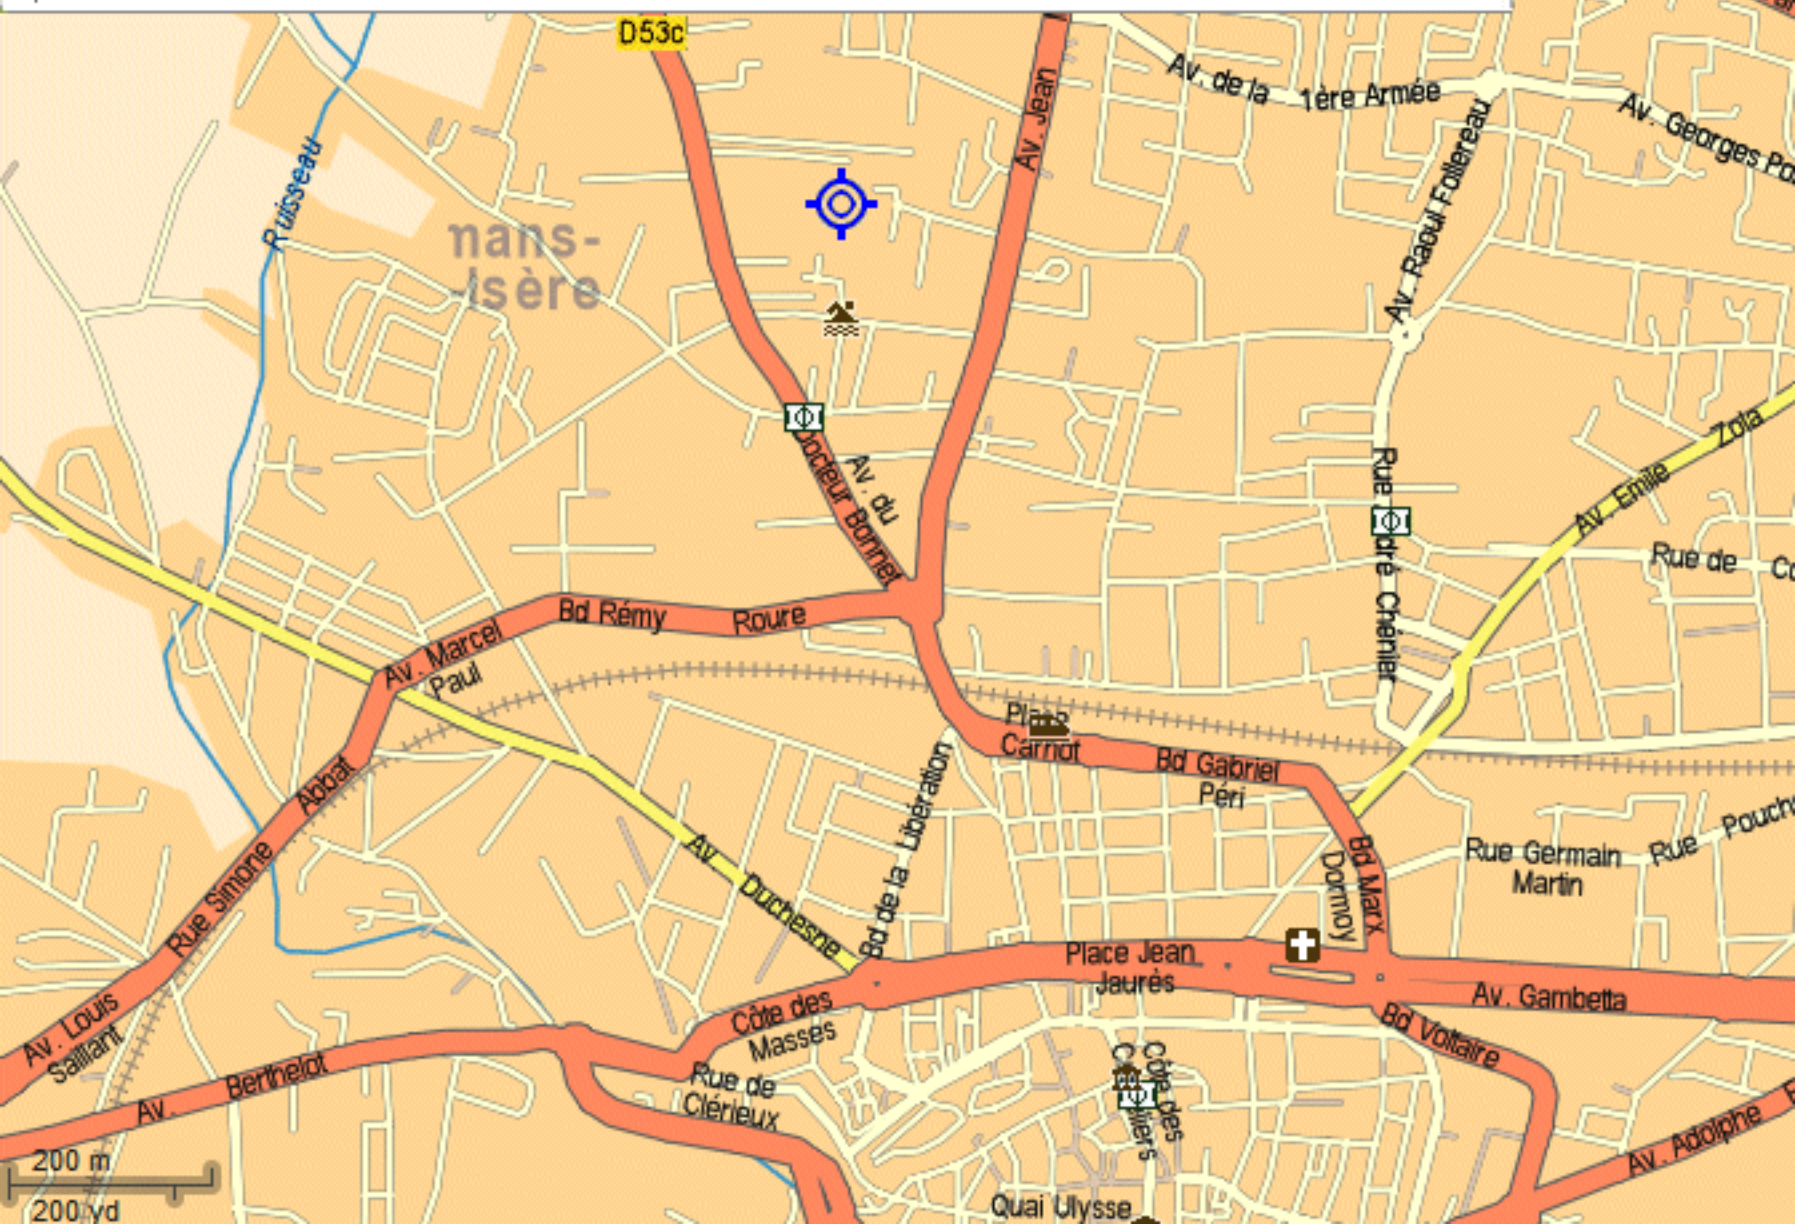 D53c
Av. Jean
Av. de la 1ère Armée
Av. Georges
Av. Raoul Follereau
Ruisseau
mans-
-Isère
Av. du
Docteur Bonnet
Rue
dré Chénier
Av. Emile Zola
Rue de
Bd Rémy Roure
Av. Marcel
Paul
Place
Carnot
Bd Gabriel
Péri
Abbat
Bd de la Libération
Av. Duchesne
Bd Marx
Dormoy
Rue Germain
Martin
Rue
Rue Simone
Place Jean
Jaurès
Av. Gambetta
Av. Louis
Saillant
Côte des
Masses
Bd Voltaire
Av. Berthelot
Rue de
Clérieux
Côte des
Av. Adolphe
200 m
200 yd
Quai Ulysse